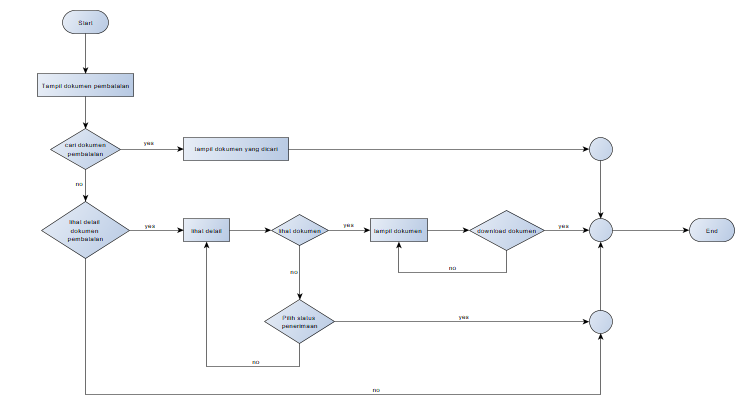 Start
Tampil dokumen pembatalan
cari dokumen
pembatalan
yes
tampil dokumen yang dicari
no
lihat detail
dokumen
pembatalan
yes
lihat detail
lihat dokumen
yes
tampil dokumen
download dokumen
yes
End
no
no
Pilih status
penerimaan
yes
no
no